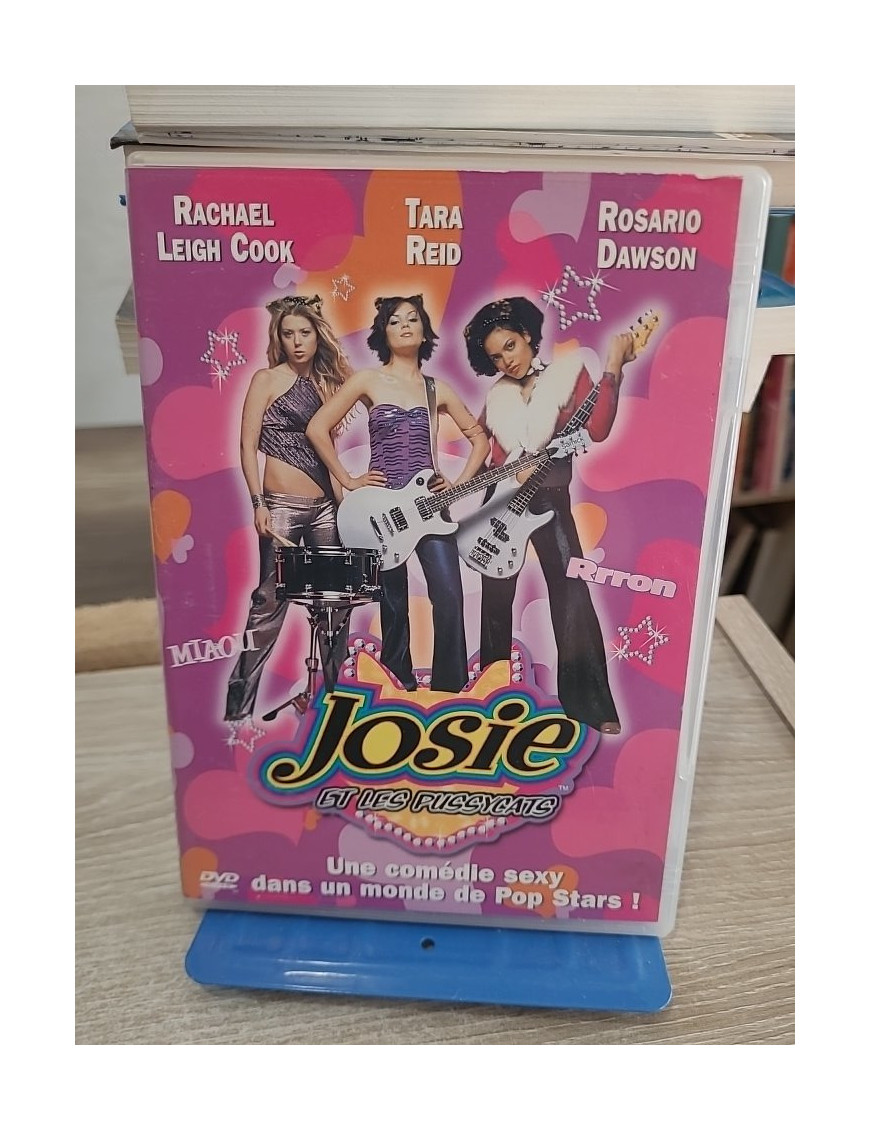 RACHAEL
LEIGH COOK
TARA
REID
ROSARIO
DAWSON
Rrron
MIAOU
Josie
TM
ET LES PUSSYCATS
DVD
Une comédie sexy
dans un monde de Pop Stars !